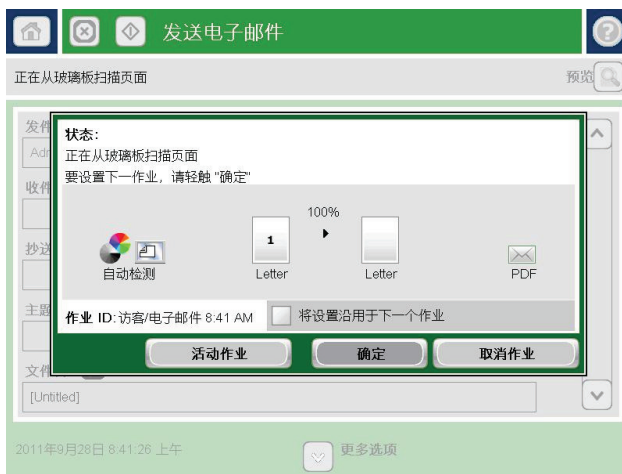 发送电子邮件
正在从玻璃板扫描页面
预览
发件
状态:
正在从玻璃板扫描页面
要设置下一作业，请轻触 "确定"
Adr
收件
100%
1
Letter
Letter
自动检测
PDF
抄送
主题
作业 ID: 访客/电子邮件 8:41 AM
将设置沿用于下一个作业
活动作业
确定
取消作业
文件
[Untitled]
2011年9月28日 8:41:26 上午
更多选项